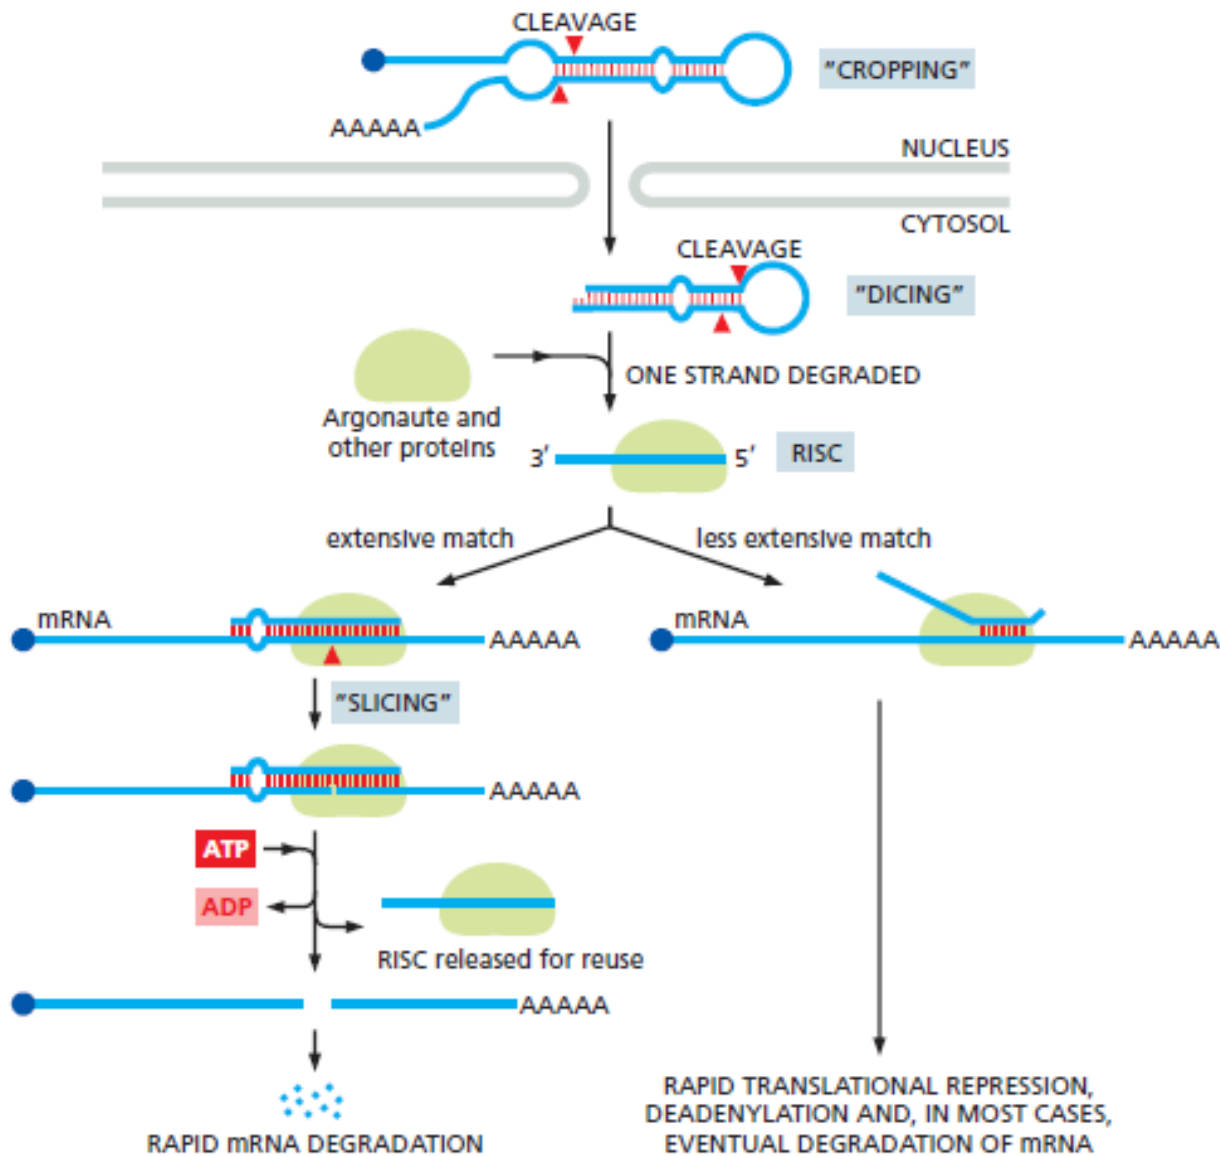 CLEAVAGE
"CROPPING"
AAAAA
NUCLEUS
CYTOSOL
CLEAVAGE
"DICING"
ONE STRAND DEGRADED
Argonaute and
other proteins
3′
5′
RISC
extensive match
less extensive match
mRNA
AAAAA
mRNA
AAAAA
"SLICING"
AAAAA
ATP
ADP
RISC released for reuse
AAAAA
RAPID mRNA DEGRADATION
RAPID TRANSLATIONAL REPRESSION,
DEADENYLATION AND, IN MOST CASES,
EVENTUAL DEGRADATION OF mRNA